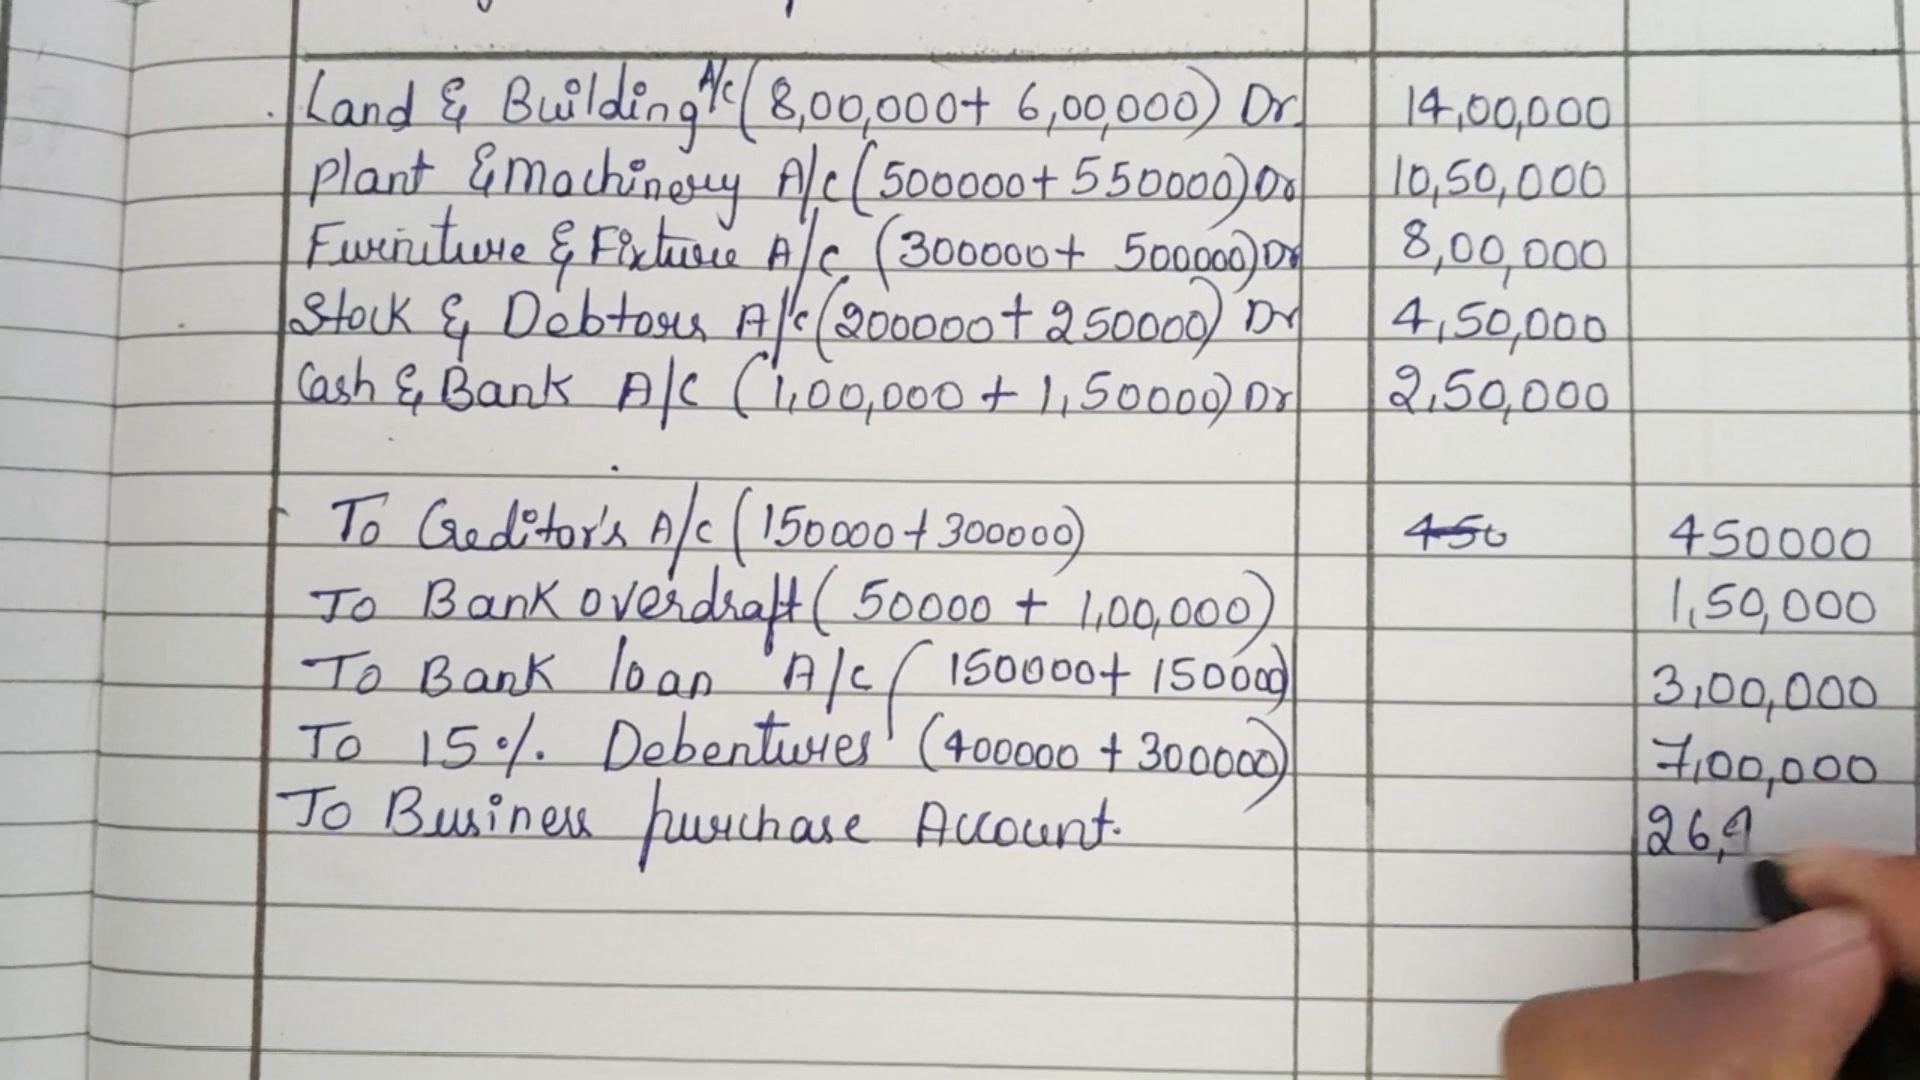 Land & Building A/c (8,00,000+ 6,00,000) Dr. 14,00,000
Plant & Machinery A/c (500000+ 550000) Dr 10,50,000
Furniture & Fixture A/c (300000+ 500000) Dr 8,00,000
Stock & Debtors A/c (200000+ 250000) Dr 4,50,000
Cash & Bank A/c (1,00,000 + 1,50000) Dr 2,50,000
To Creditor's A/c (150000+300000) 450 450000
To Bank overdraft ( 50000 + 1,00,000) 1,50,000
To Bank loan A/c ( 150000+ 150000) 3,00,000
To 15% Debentures (400000 + 300000) 7,00,000
To Business purchase Account. 26,